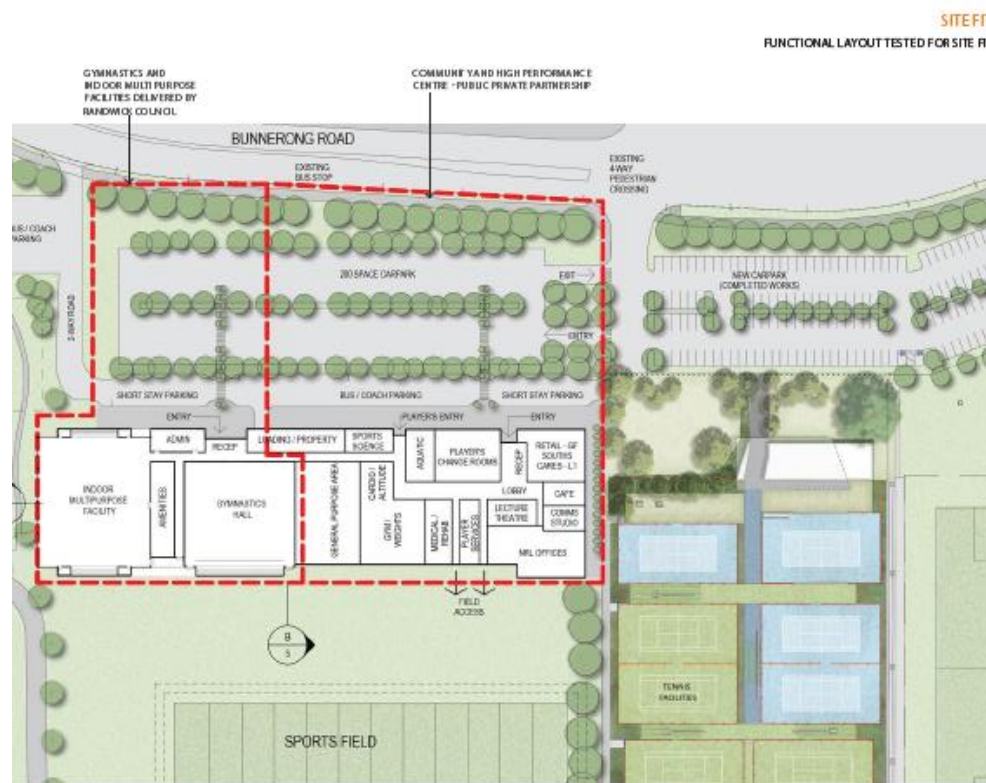 SITE FI
FUNCTIONAL LAYOUT TESTED FOR SITE FI
GYMNASTICS AND
INDOOR MULTI PURPOSE
FACILITIES DELIVERED BY
RANDWICK COUNCIL
COMMUNITY AND HIGH PERFORMANCE
CENTRE - PUBLIC PRIVATE PARTNERSHIP
BUNNERONG ROAD
EXISTING
BUS STOP
EXISTING
4-WAY
PEDESTRIAN
CROSSING
BUS / COACH
PARKING
200 SPACE CARPARK
EXIT
NEW CARPARK
(COMPLETED WORKS)
2-WAY ROAD
ENTRY
SHORT STAY PARKING
BUS / COACH PARKING
SHORT STAY PARKING
ENTRY
PLAYER'S ENTRY
ENTRY
ADMIN
RECEP
LOADING / PROPERTY
SPORTS
SCIENCE
AQUATIC
PLAYER'S
CHANGE ROOMS
RECEP
RETAIL - GF
SOUTHS
CARES - L1
INDOOR
MULTIPURPOSE
FACILITY
AMENITIES
GYMNASTICS
HALL
GENERAL PURPOSE AREA
CARDIO /
ALTITUDE
GYM /
WEIGHTS
MEDICAL /
REHAB
PLAYER
SERVICES
LOBBY
LECTURE
THEATRE
CAFE
COMMS
STUDIO
NRL OFFICES
FIELD
ACCESS
B
5
TENNIS
FACILITIES
SPORTS FIELD